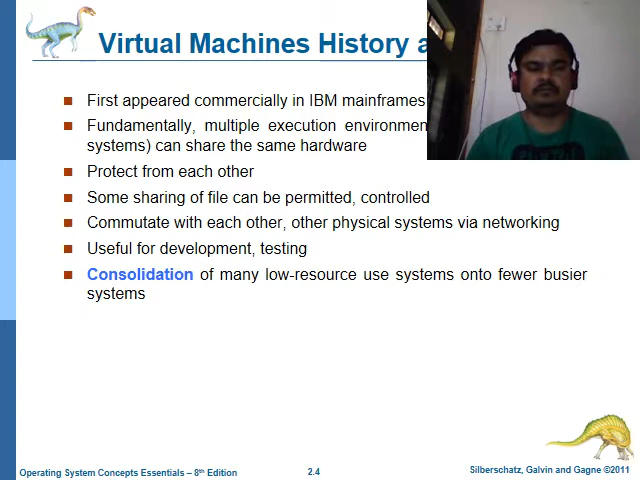 Virtual Machines History a
First appeared commercially in IBM mainframes
Fundamentally, multiple execution environmen
systems) can share the same hardware
Protect from each other
Some sharing of file can be permitted, controlled
Commutate with each other, other physical systems via networking
Useful for development, testing
Consolidation of many low-resource use systems onto fewer busier
systems
Operating System Concepts Essentials – 8th Edition
2.4
Silberschatz, Galvin and Gagne ©2011